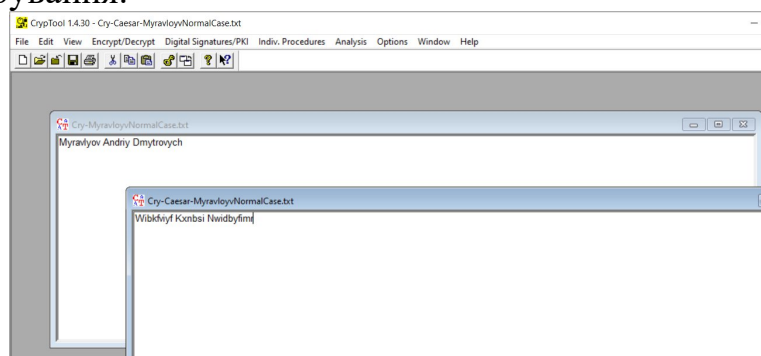 рування.
CrypTool 1.4.30 - Cry-Caesar-MyravloyvNormalCase.txt
File Edit View Encrypt/Decrypt Digital Signatures/PKI Indiv. Procedures Analysis Options Window Help
Cry-MyravloyvNormalCase.txt
Myravlyov Andriy Dmytrovych
Cry-Caesar-MyravloyvNormalCase.txt
Wibkfviyf Kxnbsi Nwidbyfimr